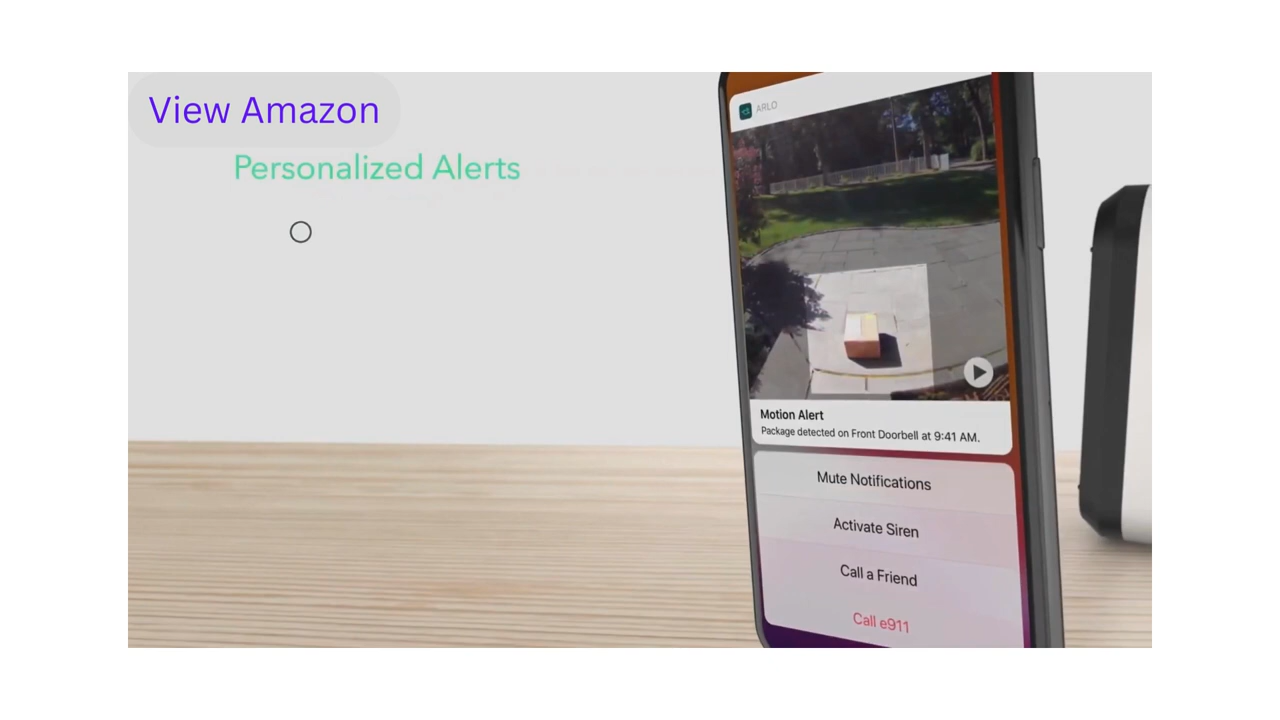 View Amazon
Personalized Alerts
ARLO
Motion Alert
Package detected on Front Doorbell at 9:41 AM.
Mute Notifications
Activate Siren
Call a Friend
Call e911